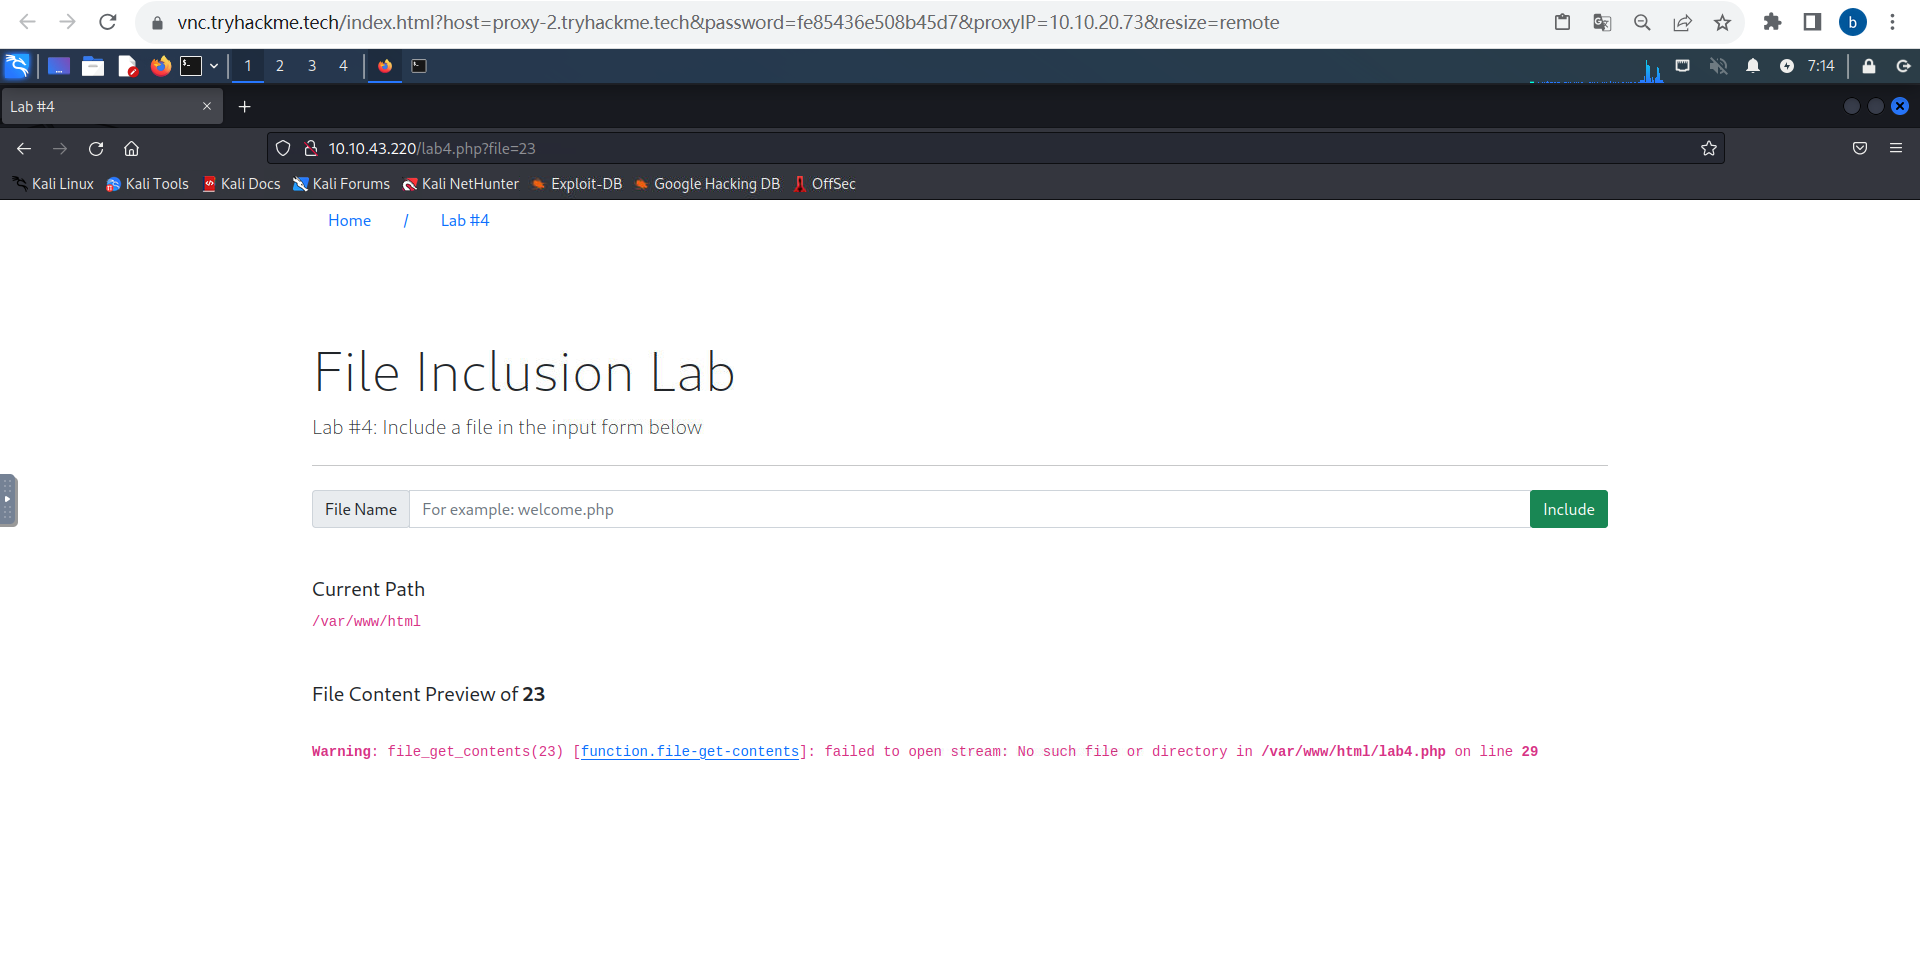 vnc.tryhackme.tech/index.html?host=proxy-2.tryhackme.tech&password=fe85436e508b45d7&proxyIP=10.10.20.73&resize=remote
b
1 2 3 4
7:14
Lab #4
10.10.43.220/lab4.php?file=23
Kali Linux Kali Tools Kali Docs Kali Forums Kali NetHunter Exploit-DB Google Hacking DB OffSec
Home / Lab #4
File Inclusion Lab
Lab #4: Include a file in the input form below
File Name For example: welcome.php Include
Current Path
/var/www/html
File Content Preview of 23
Warning: file_get_contents(23) [function.file-get-contents]: failed to open stream: No such file or directory in /var/www/html/lab4.php on line 29